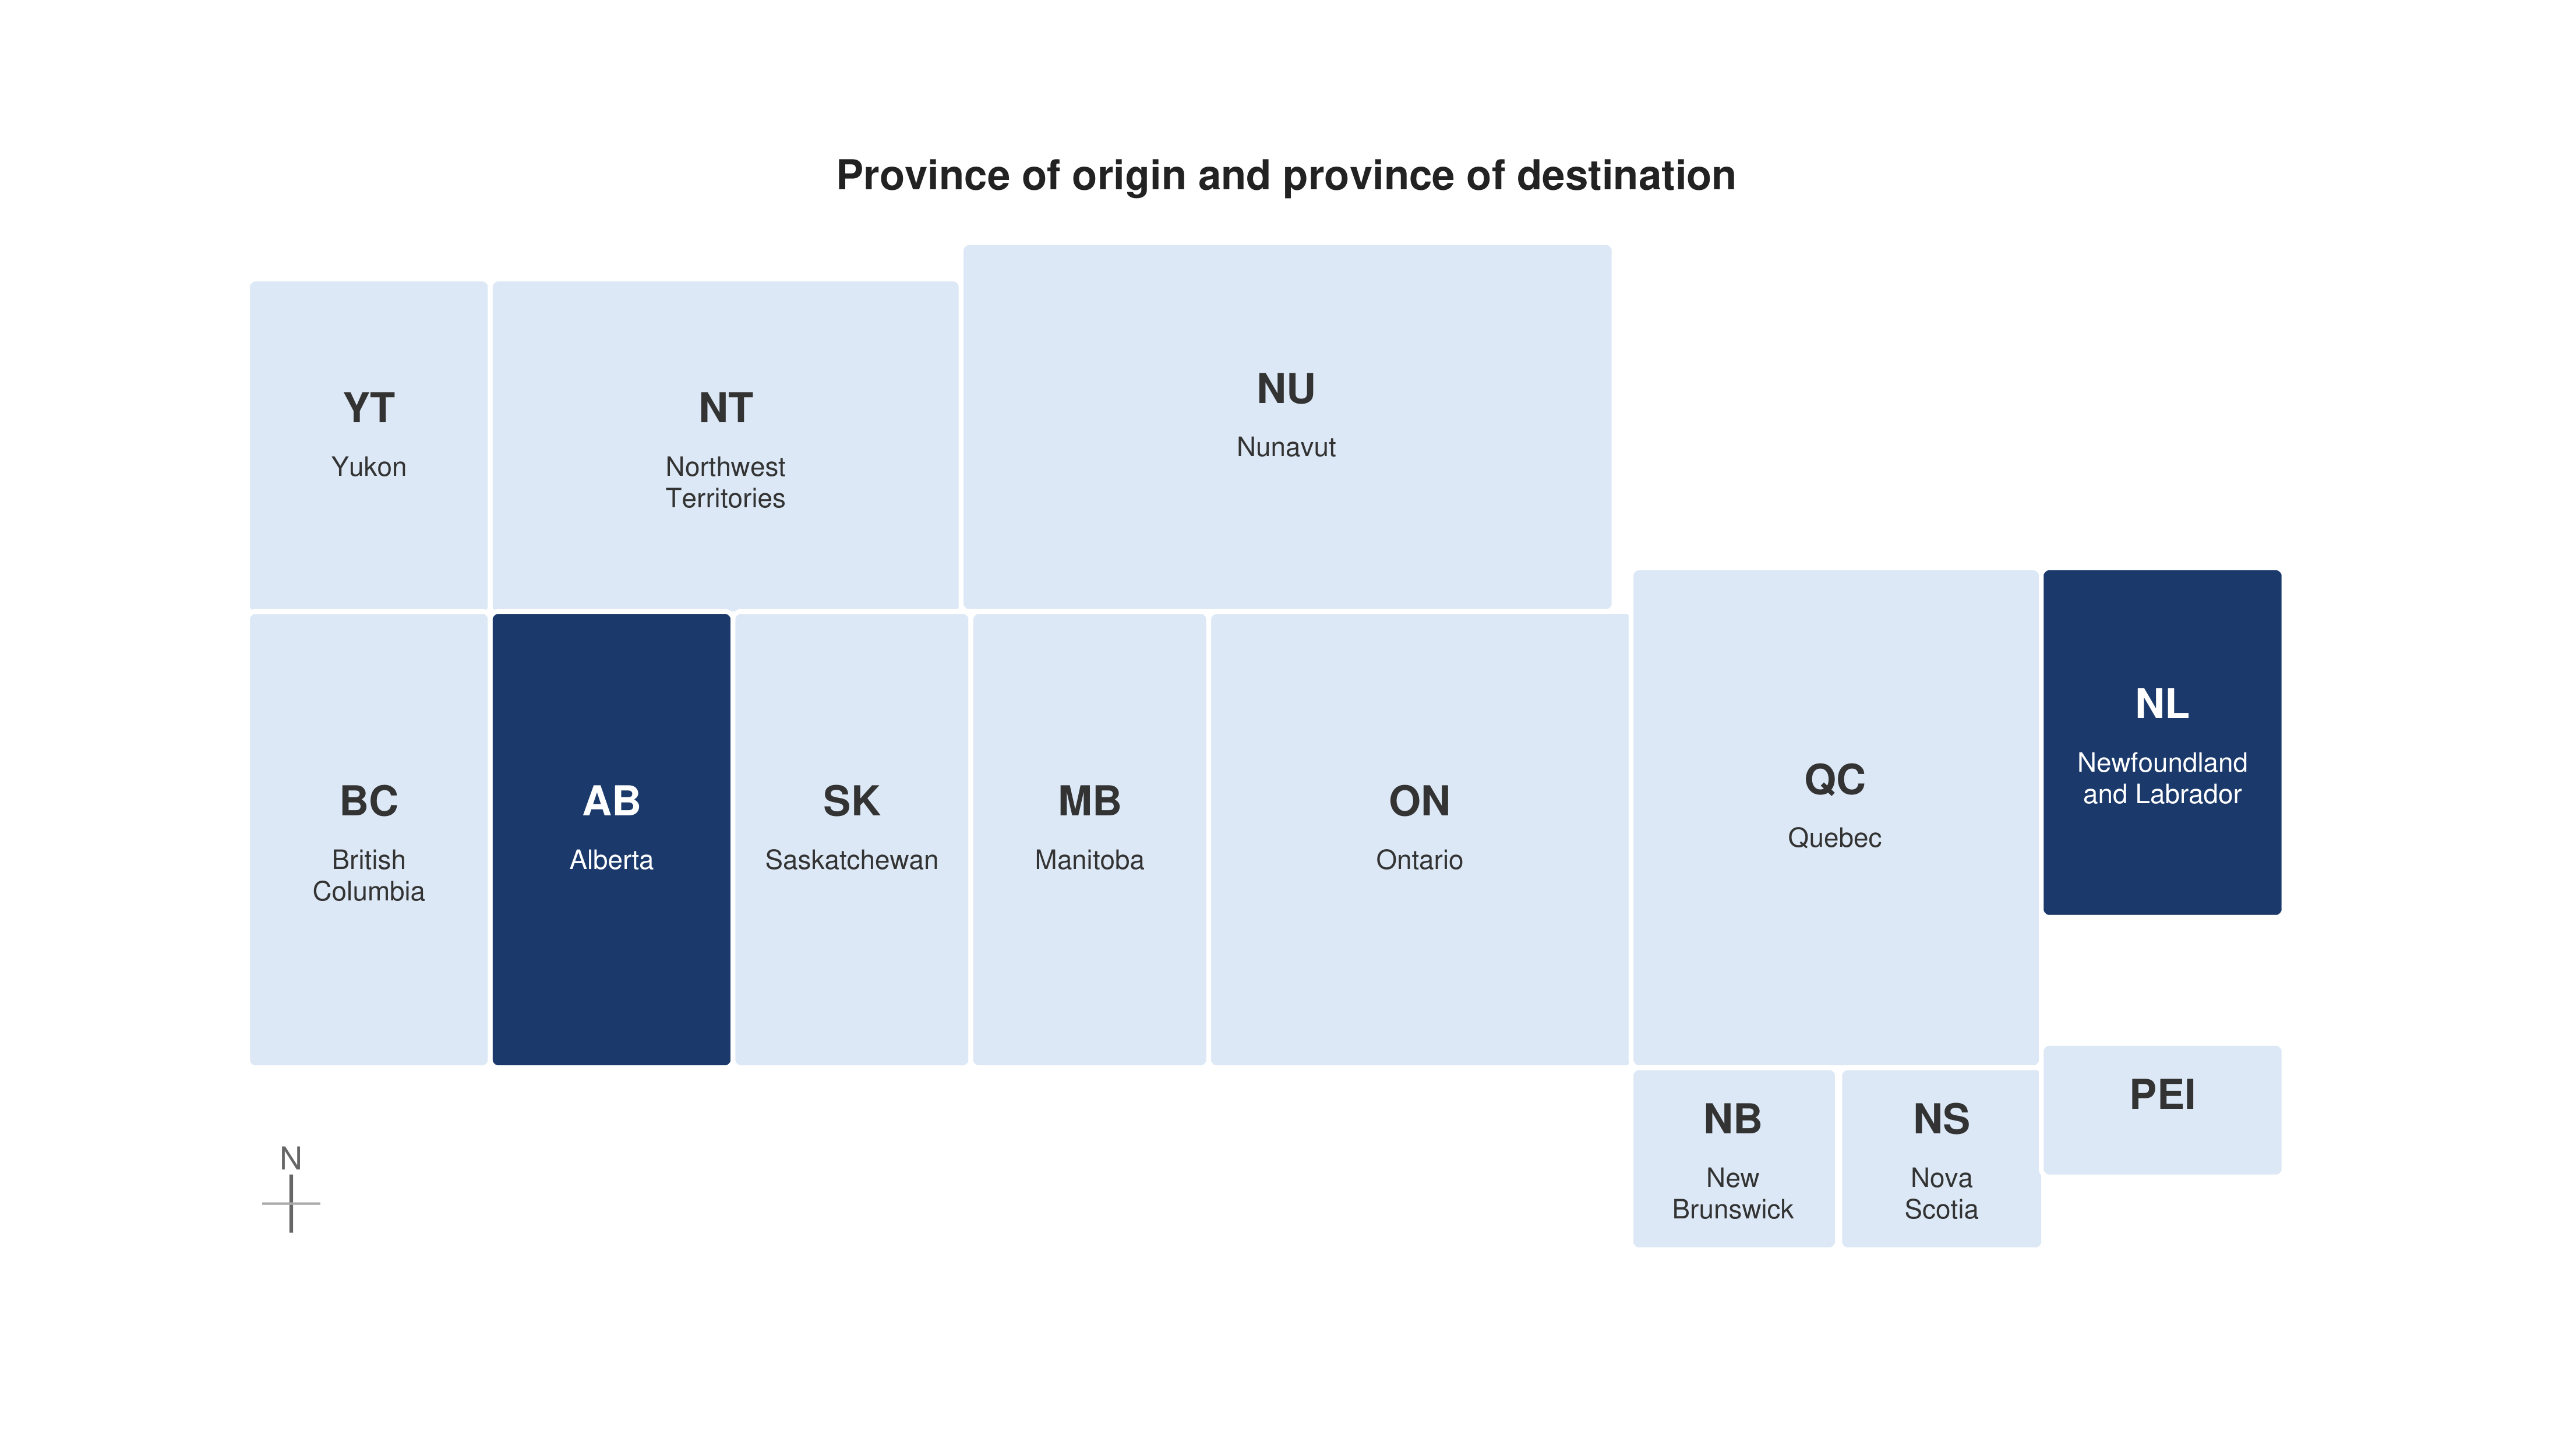 Province of origin and province of destination
YT
Yukon
NT
Northwest
Territories
NU
Nunavut
BC
British
Columbia
AB
Alberta
SK
Saskatchewan
MB
Manitoba
ON
Ontario
QC
Quebec
NL
Newfoundland
and Labrador
NB
New
Brunswick
NS
Nova
Scotia
PEI
N